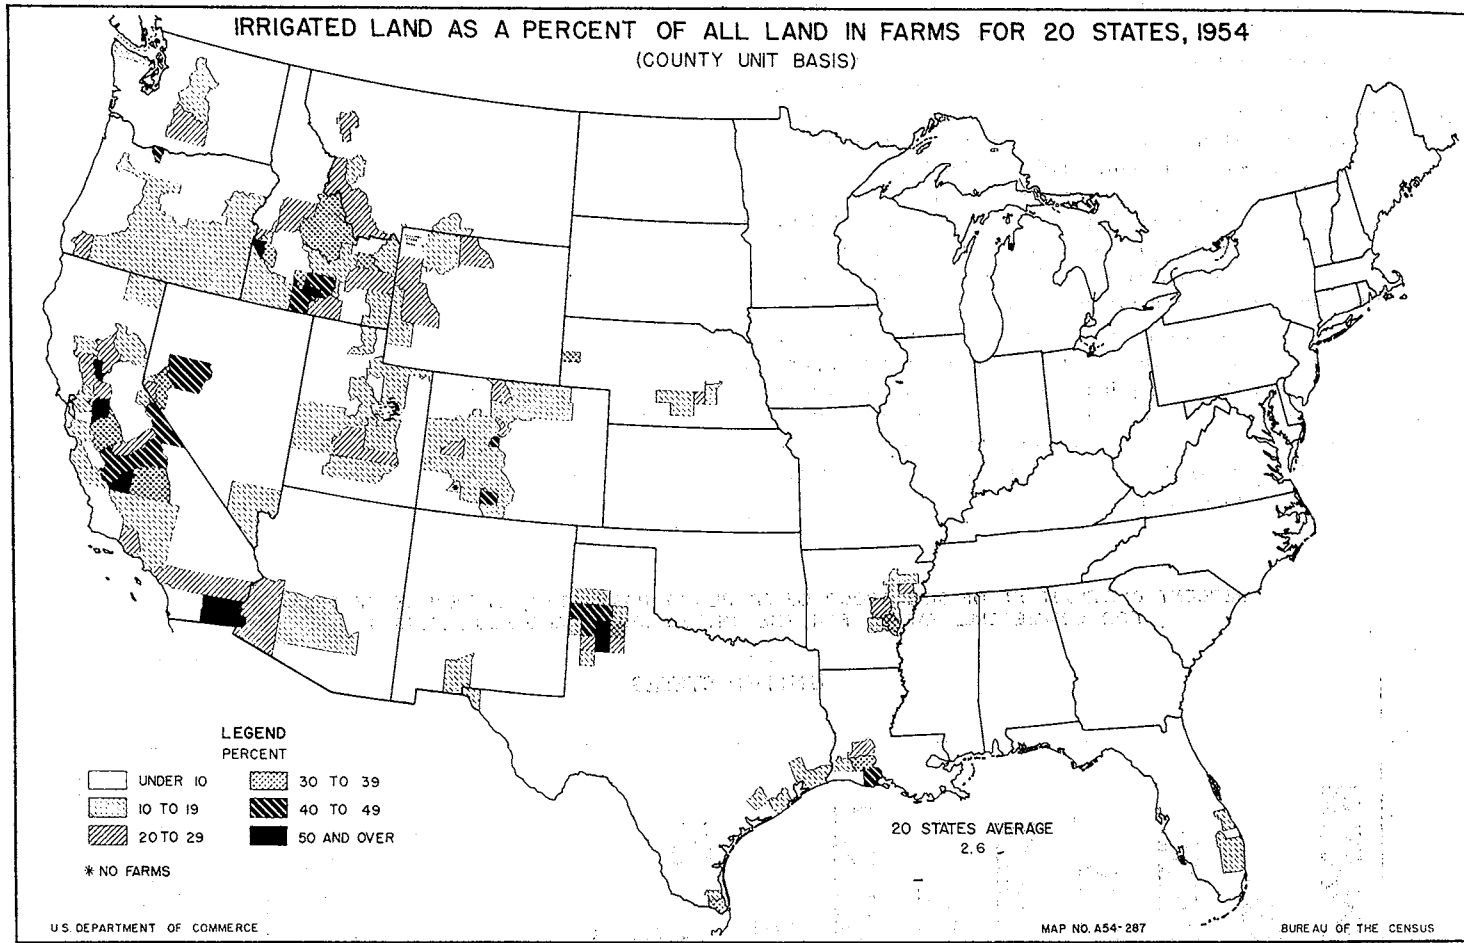 IRRIGATED LAND AS A PERCENT OF ALL LAND IN FARMS FOR 20 STATES, 1954
(COUNTY UNIT BASIS)
LEGEND
PERCENT
UNDER 10
10 TO 19
20 TO 29
30 TO 39
40 TO 49
50 AND OVER
* NO FARMS
20 STATES AVERAGE
2.6
U.S. DEPARTMENT OF COMMERCE
MAP NO. A54-287
BUREAU OF THE CENSUS